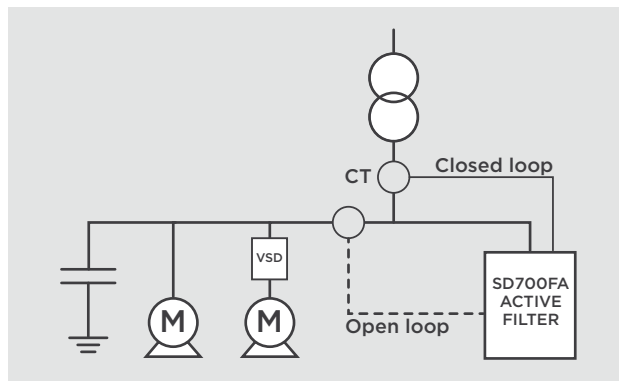 CT
Closed loop
VSD
SD700FA
ACTIVE
FILTER
M
M
Open loop